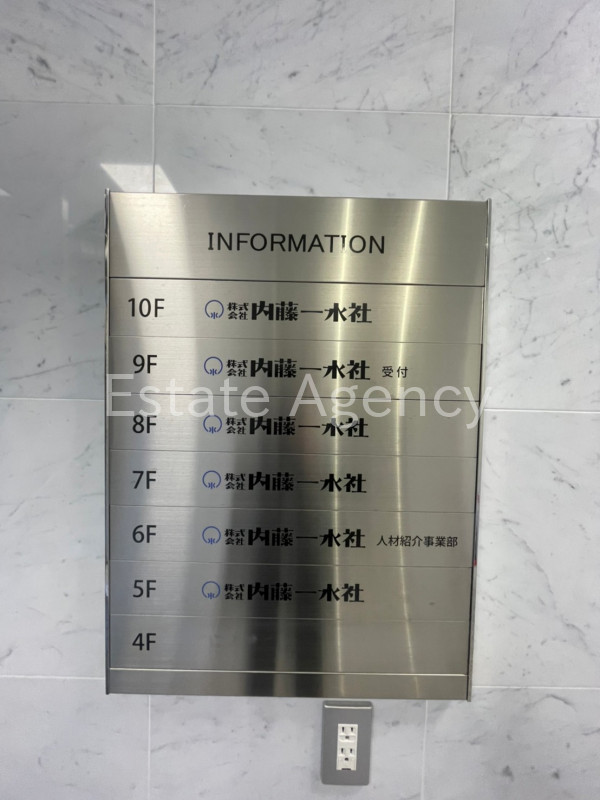 INFORMATION
10F 株式会社 内藤一水社
9F 株式会社 内藤一水社 受付
Estate Agency
8F 株式会社 内藤一水社
7F 株式会社 内藤一水社
6F 株式会社 内藤一水社 人材紹介事業部
5F 株式会社 内藤一水社
4F